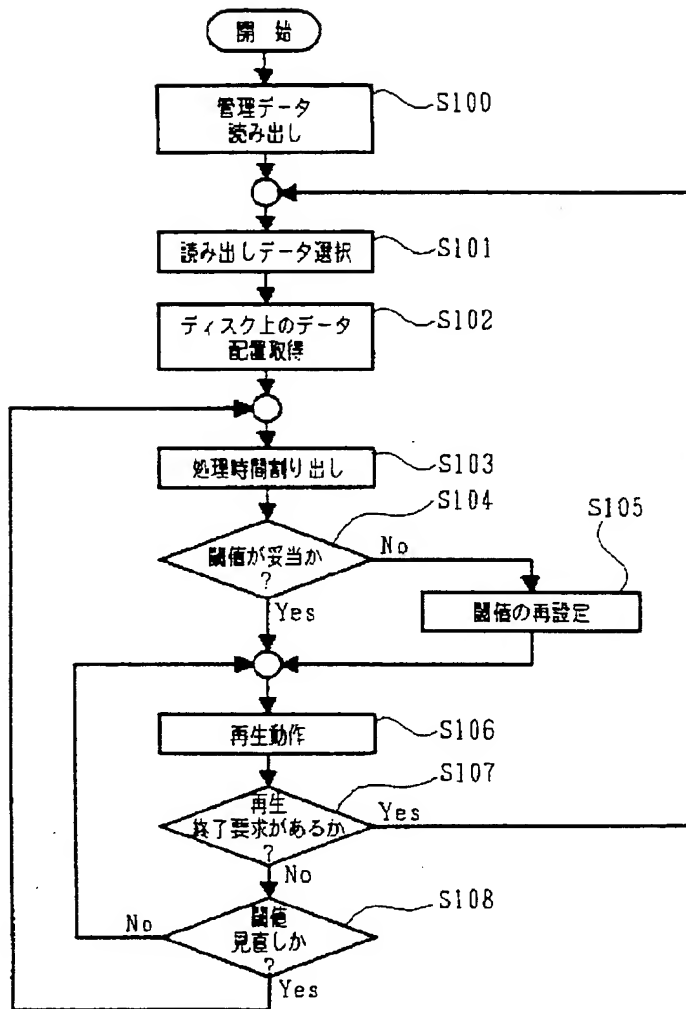 開始
管理データ
読み出し
S100
読み出しデータ選択
S101
ディスク上のデータ
配置取得
S102
処理時間割り出し
S103
S104
閾値が妥当か
?
No
Yes
S105
閾値の再設定
再生動作
S106
S107
再生
終了要求があるか
?
Yes
No
S108
閾値
見直しか
?
No
Yes